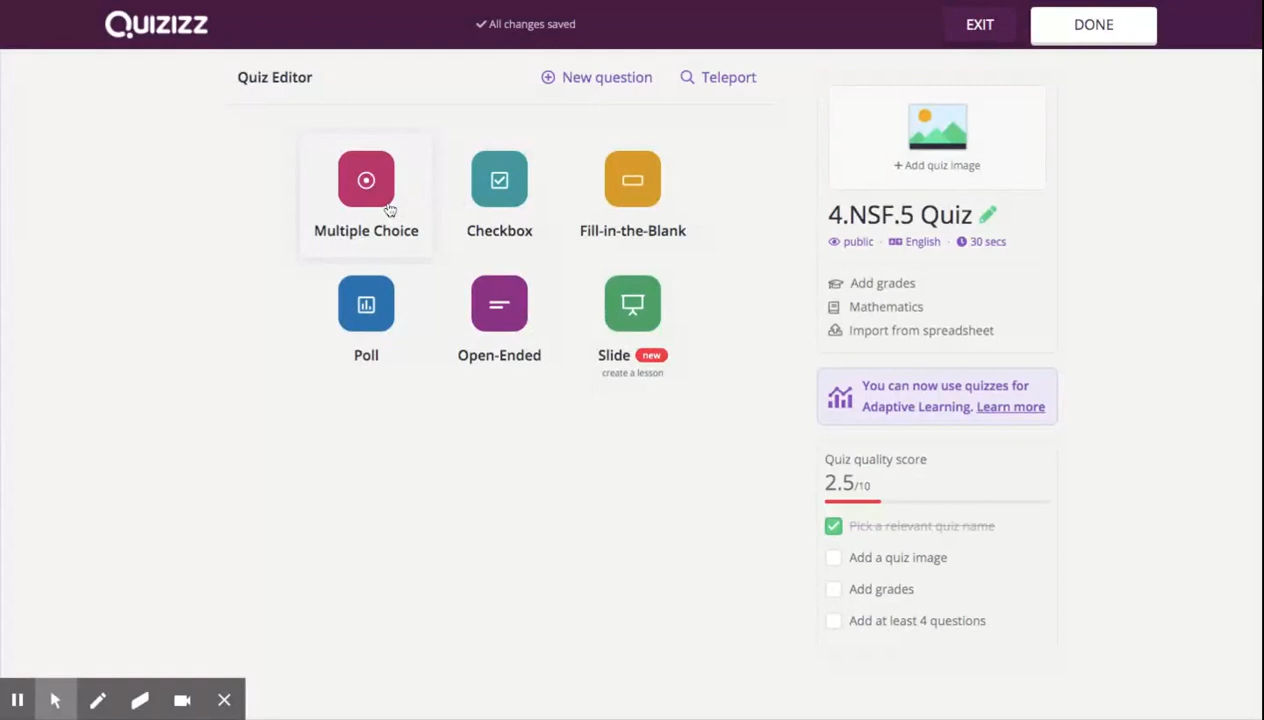 Quizizz
All changes saved
EXIT
DONE
Quiz Editor
New question
Teleport
Multiple Choice
Checkbox
Fill-in-the-Blank
Poll
Open-Ended
Slide new
create a lesson
+ Add quiz image
4.NSF.5 Quiz
public · English · 30 secs
Add grades
Mathematics
Import from spreadsheet
You can now use quizzes for
Adaptive Learning. Learn more
Quiz quality score
2.5/10
Pick a relevant quiz name
Add a quiz image
Add grades
Add at least 4 questions